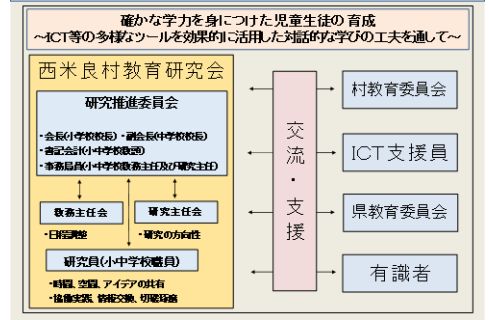 確かな学力を身につけた児童生徒の育成
～ICT等の多様なツールを効果的に活用した対話的な学びの工夫を通して～
西米良村教育研究会
研究推進委員会
・会長(小学校校長)・副会長(中学校校長)
・書記会計(小中学校教頭)
・事務局員(小中学校教務主任及び研究主任)
教務主任会
・日程調整
研究主任会
・研究の方向性
研究員(小中学校職員)
・時間、空間、アイデアの共有
・協働実践、情報交換、切磋琢磨
交流・支援
村教育委員会
ICT支援員
県教育委員会
有識者